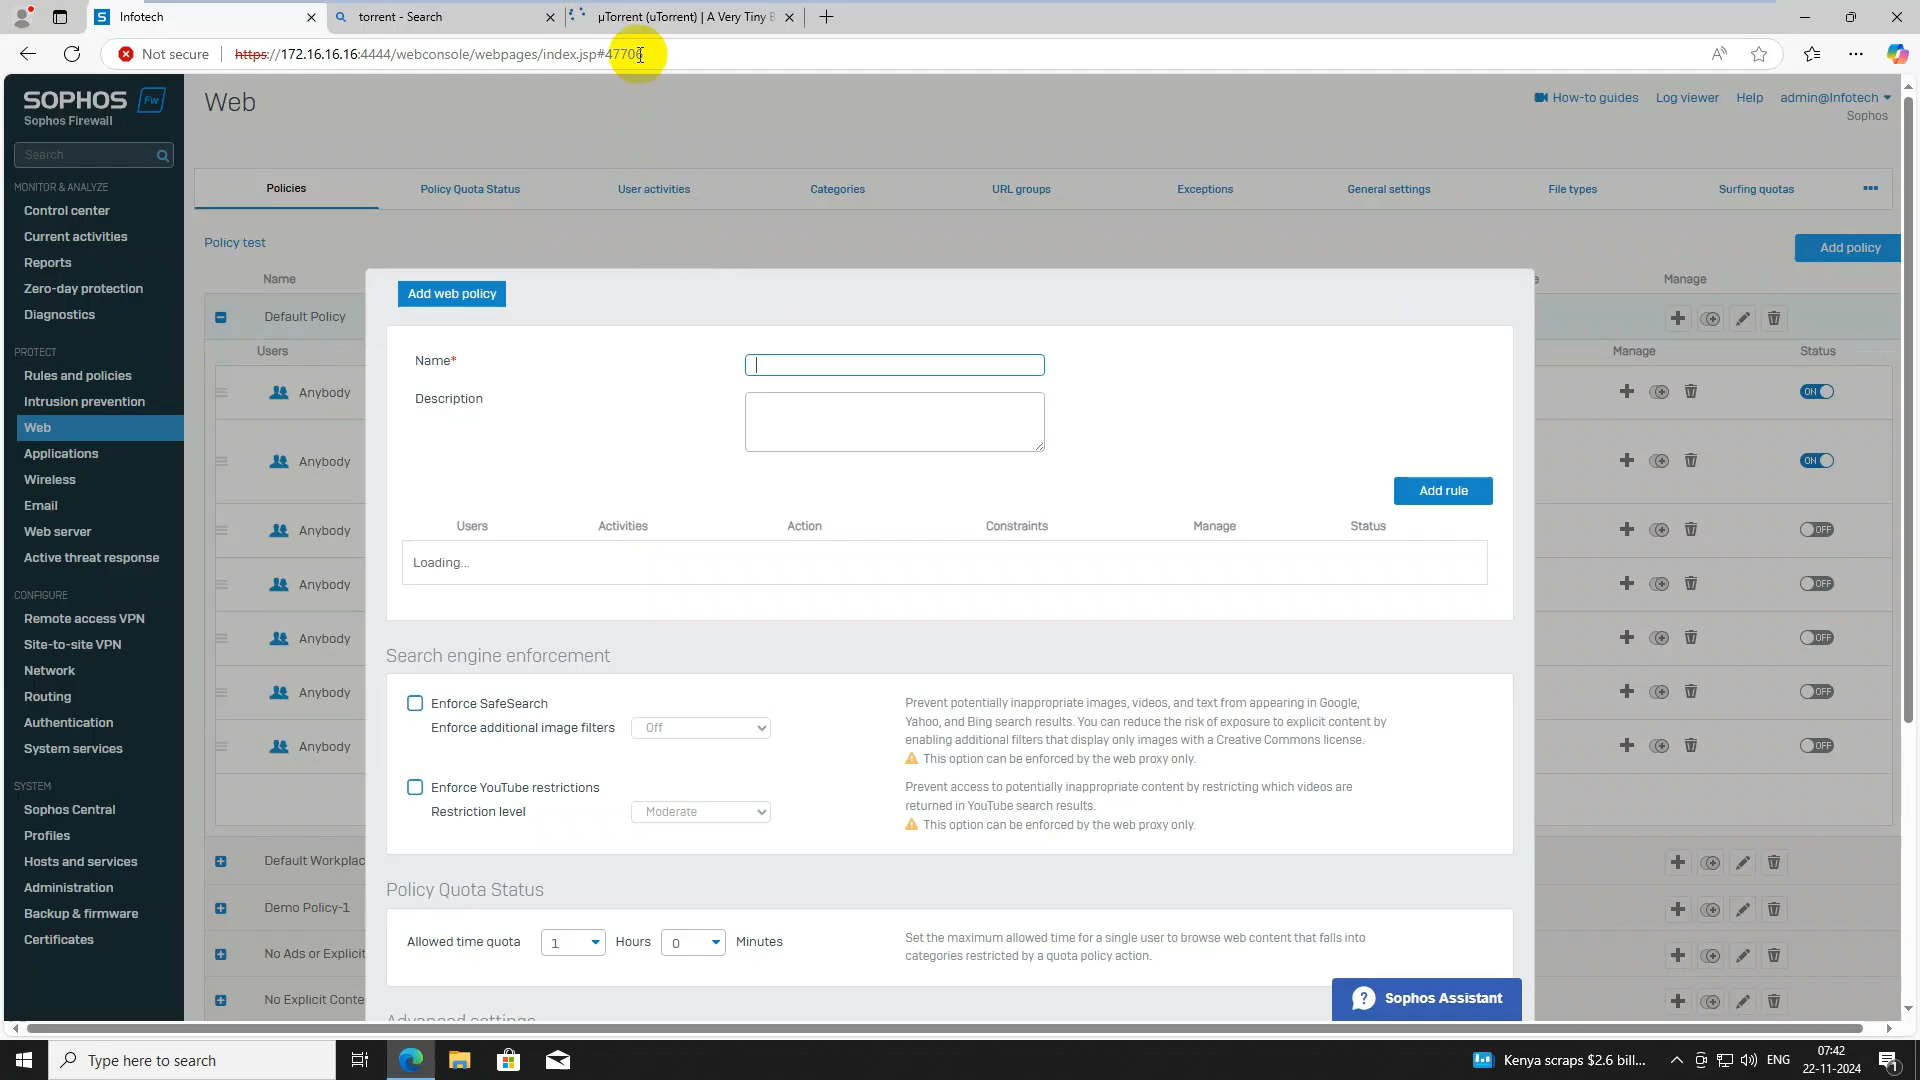 Infotech
torrent - Search
µTorrent (uTorrent) | A Very Tiny B
Not secure
https://172.16.16.16:4444/webconsole/webpages/index.jsp#4770
SOPHOS Fw
Sophos Firewall
Search
MONITOR & ANALYZE
Control center
Current activities
Reports
Zero-day protection
Diagnostics
PROTECT
Rules and policies
Intrusion prevention
Web
Applications
Wireless
Email
Web server
Active threat response
CONFIGURE
Remote access VPN
Site-to-site VPN
Network
Routing
Authentication
System services
SYSTEM
Sophos Central
Profiles
Hosts and services
Administration
Backup & firmware
Certificates
Web
How-to guides Log viewer Help admin@Infotech
Sophos
Policies Policy Quota Status User activities Categories URL groups Exceptions General settings File types Surfing quotas
Policy test
Add policy
Name
Manage
Default Policy
Users
Manage Status
Anybody
ON
Anybody
ON
Anybody
OFF
Anybody
OFF
Anybody
OFF
Anybody
OFF
Anybody
OFF
Default Workplac
Demo Policy-1
No Ads or Explicit
No Explicit Conte
Add web policy
Name*
Description
Add rule
Users Activities Action Constraints Manage Status
Loading...
Search engine enforcement
Enforce SafeSearch
Enforce additional image filters Off
Prevent potentially inappropriate images, videos, and text from appearing in Google,
Yahoo, and Bing search results. You can reduce the risk of exposure to explicit content by
enabling additional filters that display only images with a Creative Commons license.
This option can be enforced by the web proxy only.
Enforce YouTube restrictions
Restriction level Moderate
Prevent access to potentially inappropriate content by restricting which videos are
returned in YouTube search results.
This option can be enforced by the web proxy only.
Policy Quota Status
Allowed time quota 1 Hours 0 Minutes
Set the maximum allowed time for a single user to browse web content that falls into
categories restricted by a quota policy action.
Advanced settings
Sophos Assistant
Type here to search
Kenya scraps $2.6 bill...
ENG
07:42
22-11-2024
1